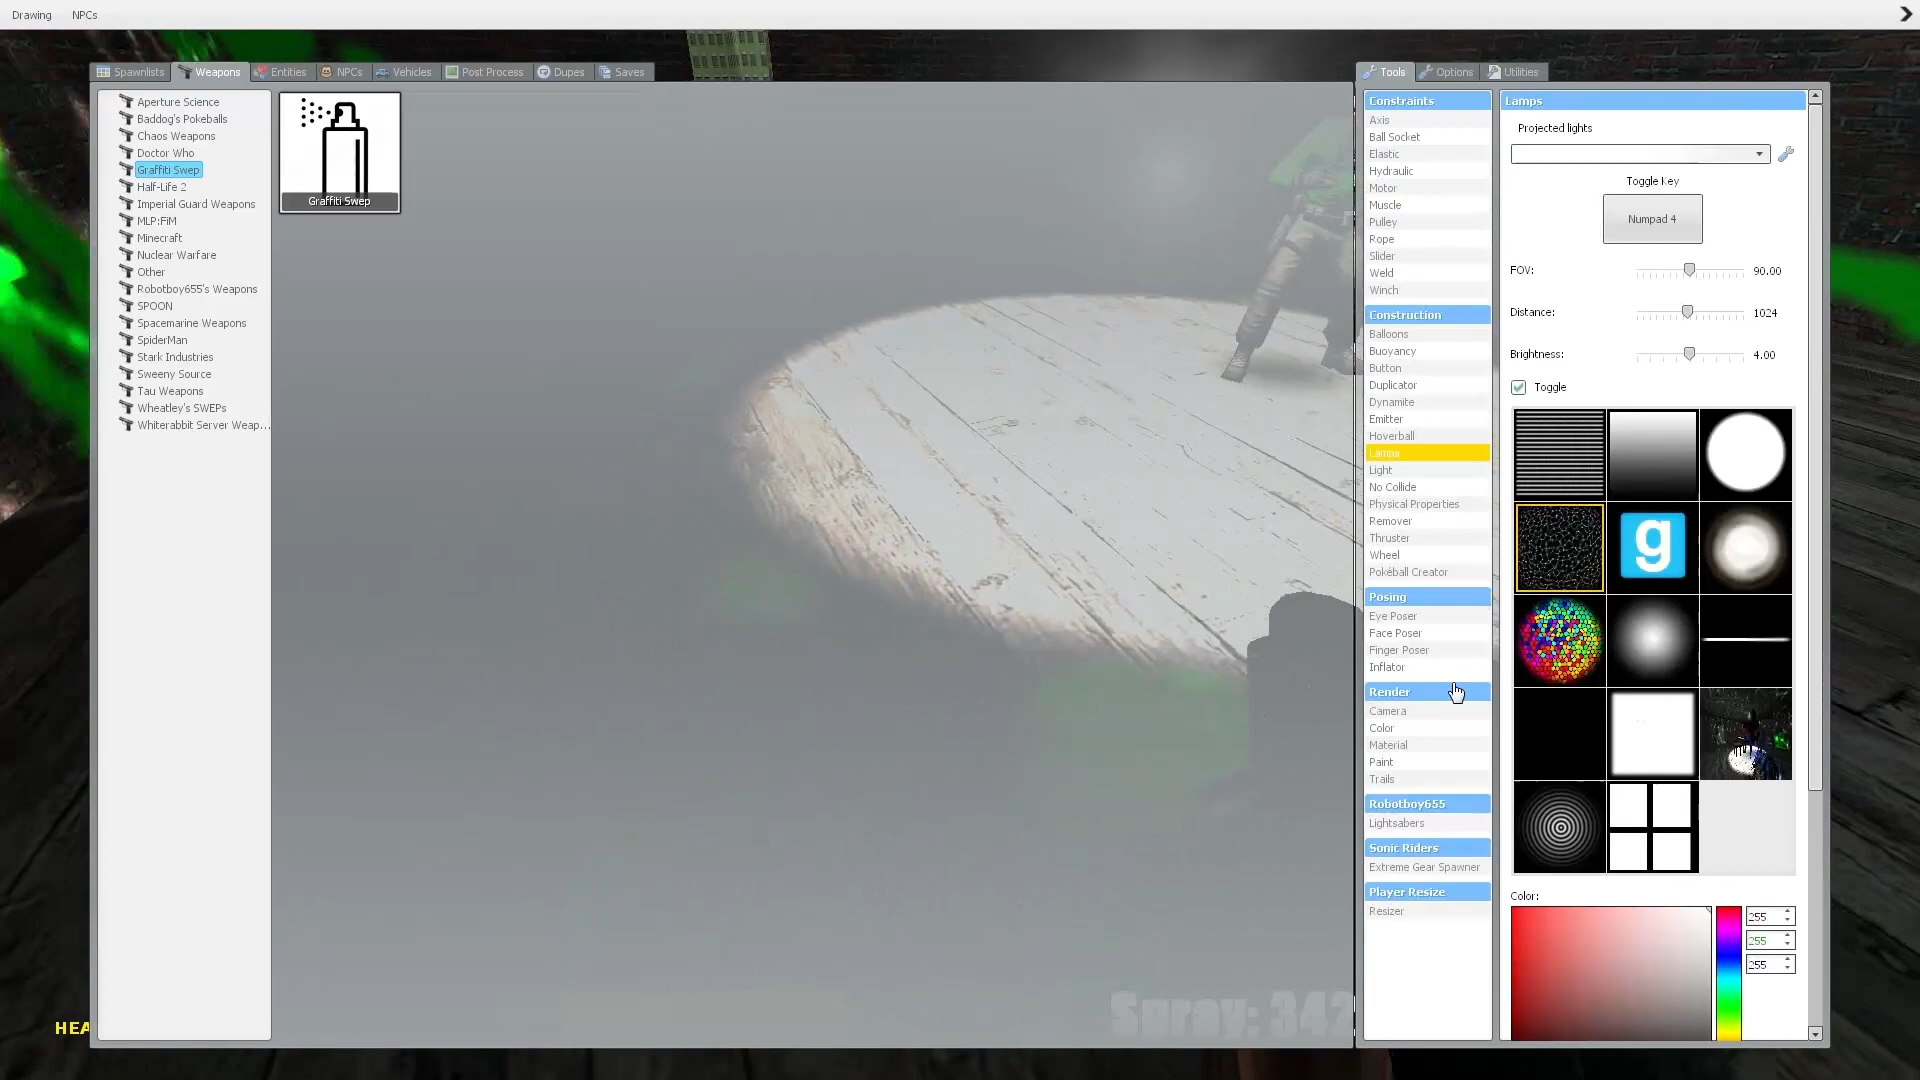 Drawing NPCs
Spawnlists Weapons Entities NPCs Vehicles Post Process Dupes Saves
Aperture Science
Baddog's Pokeballs
Chaos Weapons
Doctor Who
Graffiti Swep
Half-Life 2
Imperial Guard Weapons
MLP:FiM
Minecraft
Nuclear Warfare
Other
Robotboy655's Weapons
SPOON
Spacemarine Weapons
SpiderMan
Stark Industries
Sweeny Source
Tau Weapons
Wheatley's SWEPs
Whiterabbit Server Weap...
Graffiti Swep
Spray: 342
HEA
Tools Options Utilities
Constraints
Axis
Ball Socket
Elastic
Hydraulic
Motor
Muscle
Pulley
Rope
Slider
Weld
Winch
Construction
Balloons
Buoyancy
Button
Duplicator
Dynamite
Emitter
Hoverball
Lamps
Light
No Collide
Physical Properties
Remover
Thruster
Wheel
Pokéball Creator
Posing
Eye Poser
Face Poser
Finger Poser
Inflator
Render
Camera
Color
Material
Paint
Trails
Robotboy655
Lightsabers
Sonic Riders
Extreme Gear Spawner
Player Resize
Resizer
Lamps
Projected lights
Toggle Key
Numpad 4
FOV: 90.00
Distance: 1024
Brightness: 4.00
Toggle
g
Color:
255
255
255